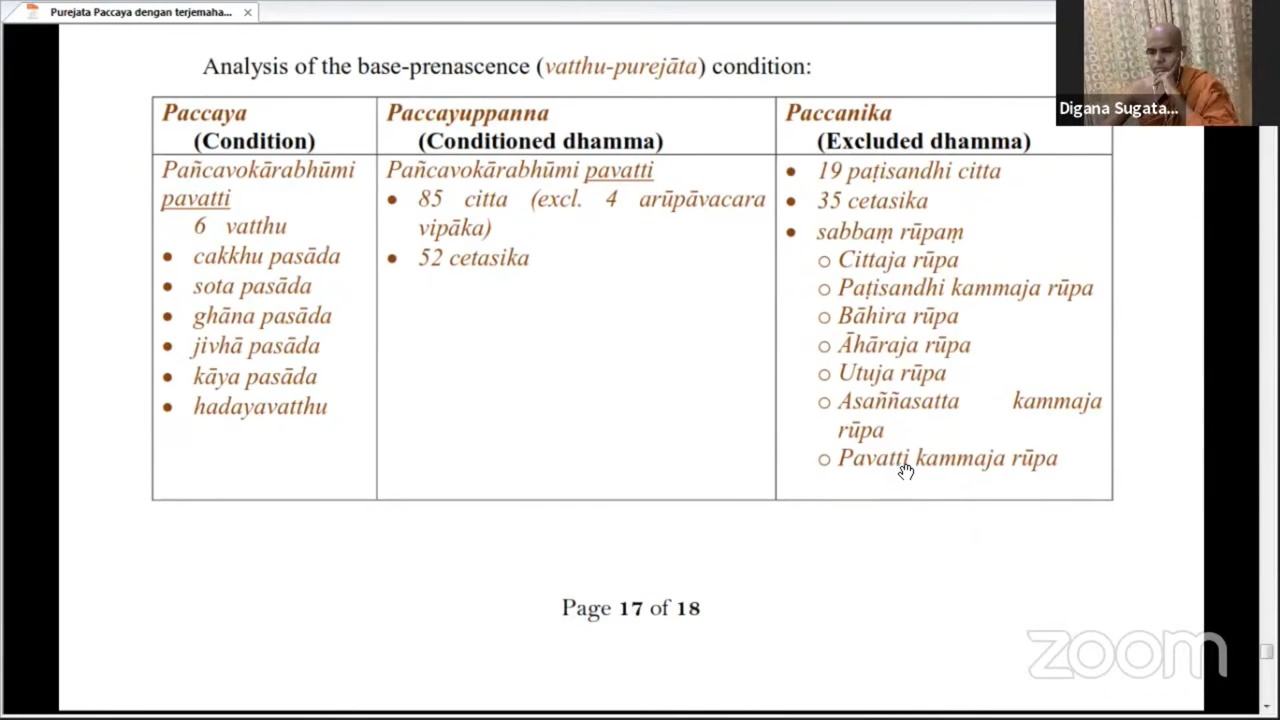 Purejata Paccaya dengan terjemaha...
Digana Sugata...
Analysis of the base-prenascence (vatthu-purejāta) condition:
Paccaya
(Condition)
Pañcavokārabhūmi
pavatti
6 vatthu
• cakkhu pasāda
• sota pasāda
• ghāna pasāda
• jivhā pasāda
• kāya pasāda
• hadayavatthu
Paccayuppanna
(Conditioned dhamma)
Pañcavokārabhūmi pavatti
• 85 citta (excl. 4 arūpāvacara
vipāka)
• 52 cetasika
Paccanika
(Excluded dhamma)
• 19 paṭisandhi citta
• 35 cetasika
• sabbaṃ rūpaṃ
o Cittaja rūpa
o Paṭisandhi kammaja rūpa
o Bāhira rūpa
o Āhāraja rūpa
o Utuja rūpa
o Asaññasatta kammaja
rūpa
o Pavatti kammaja rūpa
Page 17 of 18
zoom